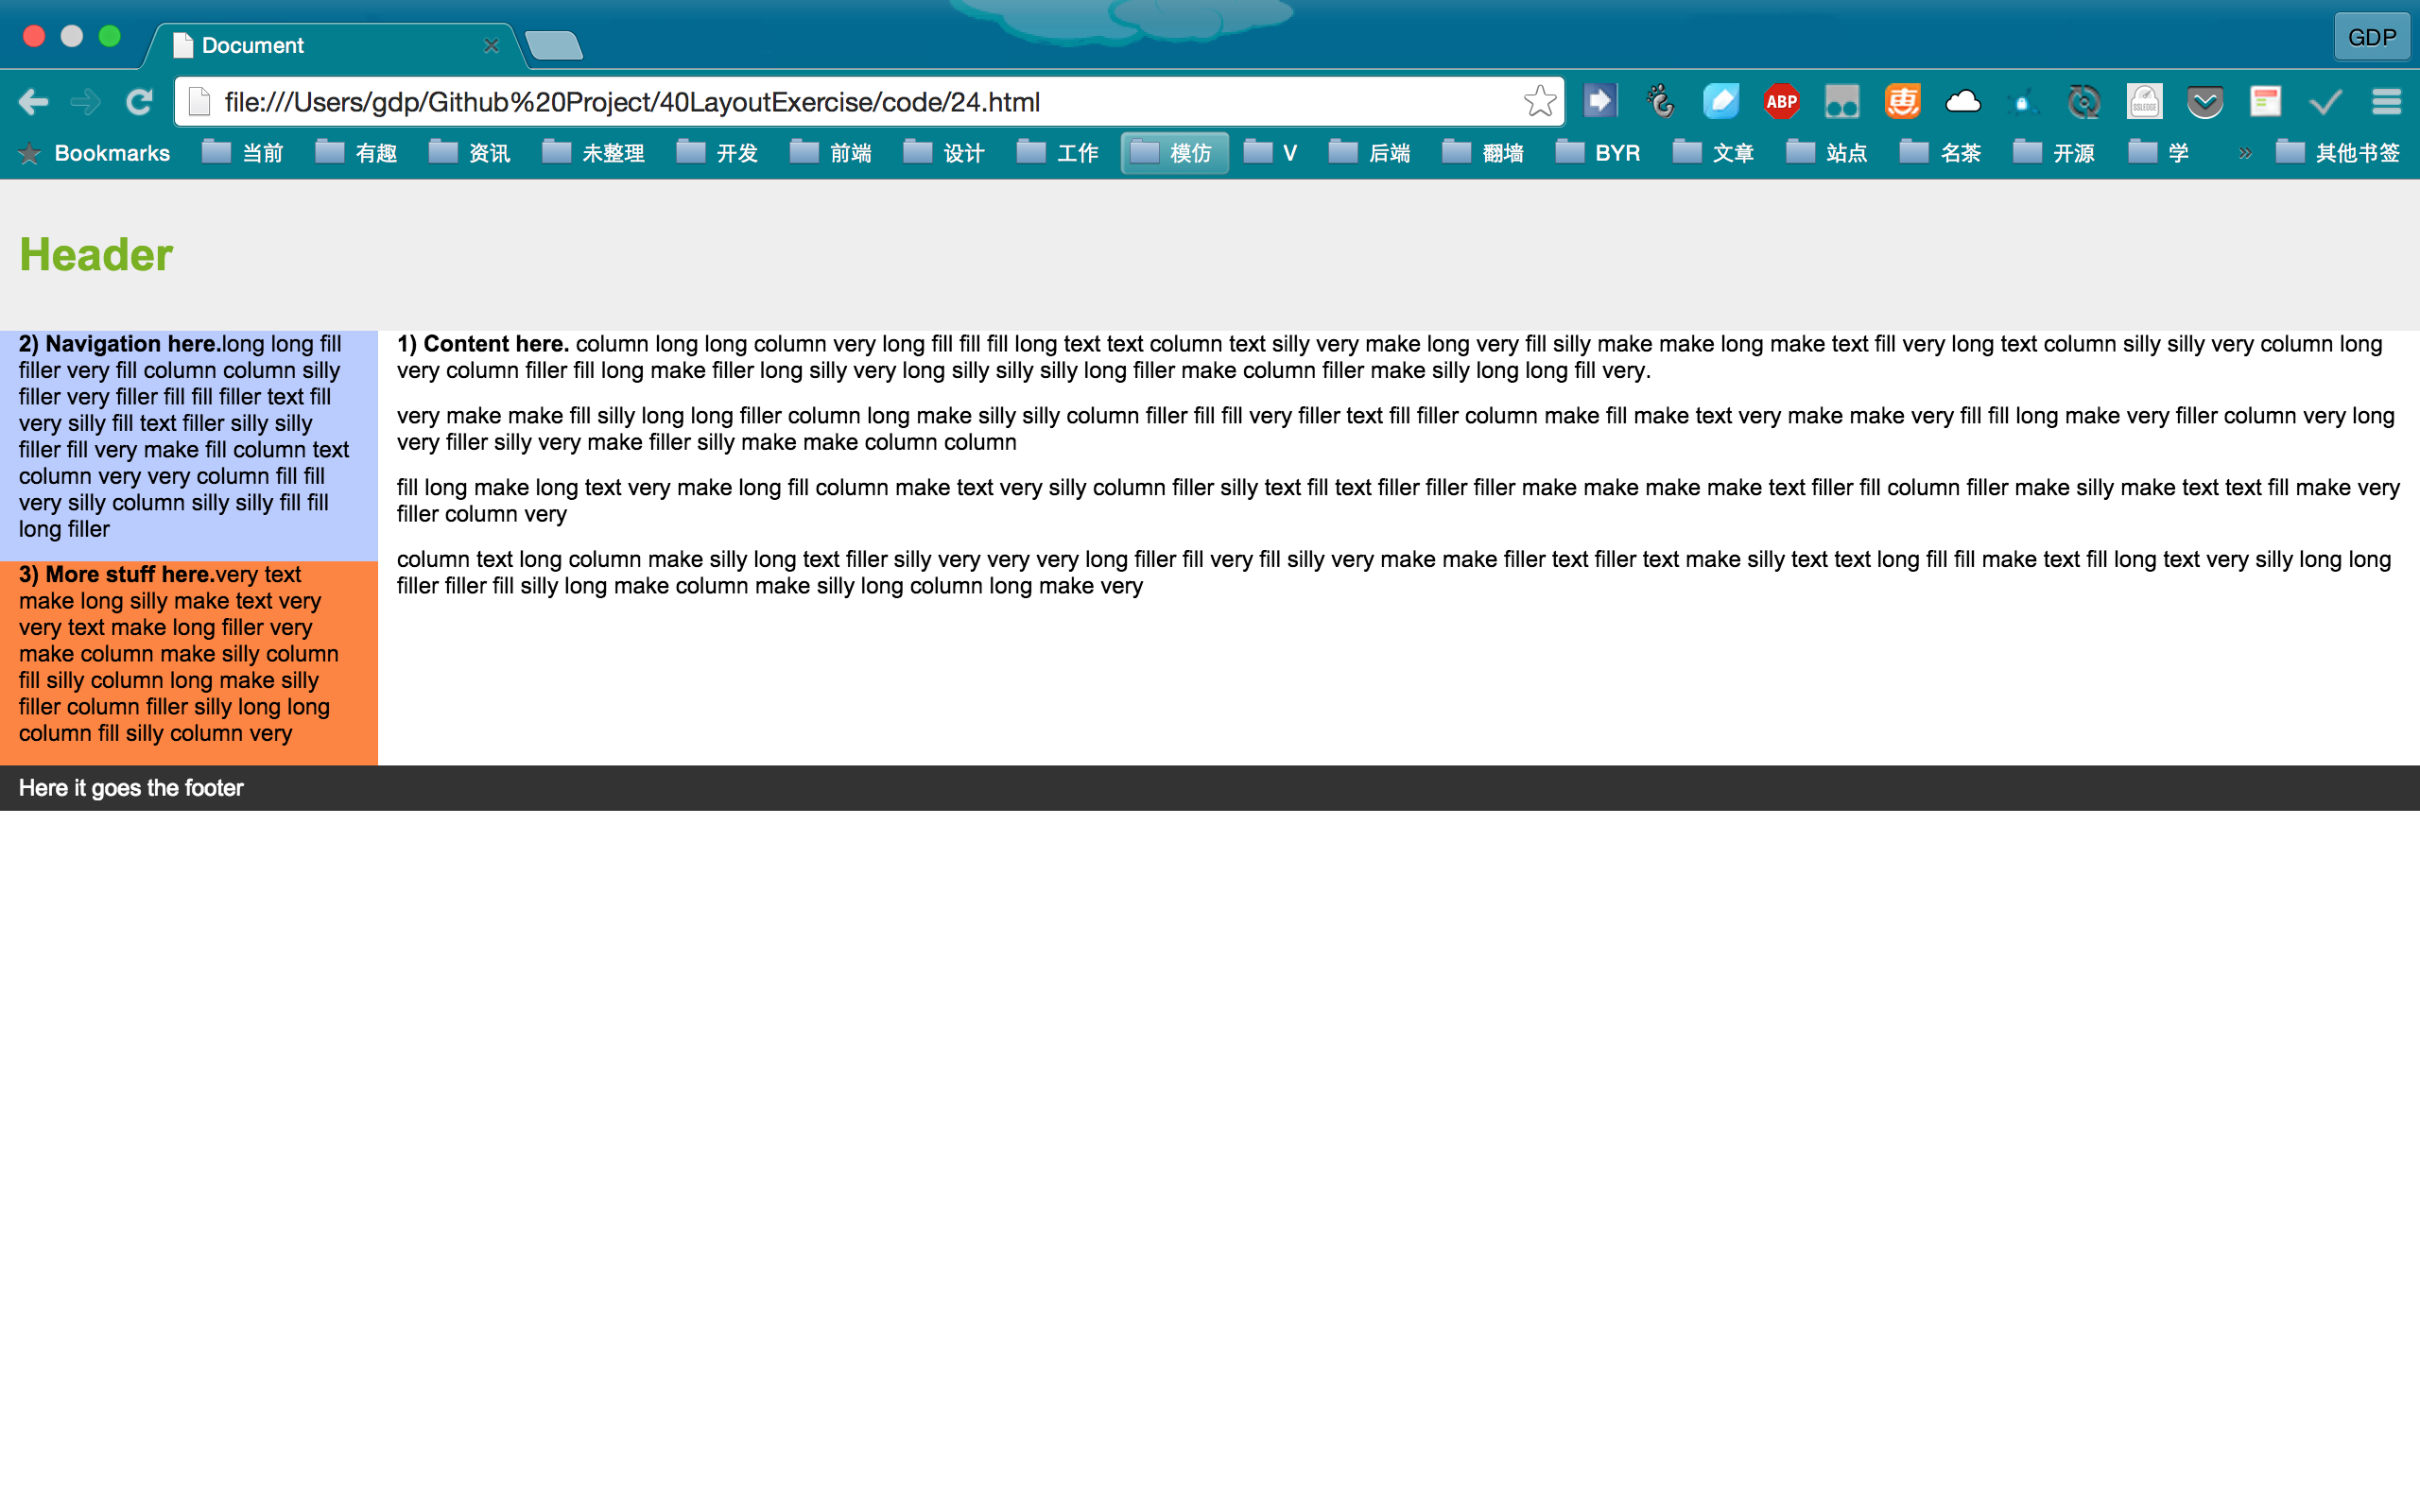 Document
GDP
file:///Users/gdp/Github%20Project/40LayoutExercise/code/24.html
ABP
惠
SSLEDGE
Bookmarks 当前 有趣 资讯 未整理 开发 前端 设计 工作 模仿 V 后端 翻墙 BYR 文章 站点 名茶 开源 学 » 其他书签
Header
2) Navigation here.long long fill
filler very fill column column silly
filler very filler fill fill filler text fill
very silly fill text filler silly silly
filler fill very make fill column text
column very very column fill fill
very silly column silly silly fill fill
long filler
3) More stuff here.very text
make long silly make text very
very text make long filler very
make column make silly column
fill silly column long make silly
filler column filler silly long long
column fill silly column very
1) Content here. column long long column very long fill fill fill long text text column text silly very make long very fill silly make make long make text fill very long text column silly silly very column long
very column filler fill long make filler long silly very long silly silly silly long filler make column filler make silly long long fill very.
very make make fill silly long long filler column long make silly silly column filler fill fill very filler text fill filler column make fill make text very make make very fill fill long make very filler column very long
very filler silly very make filler silly make make column column
fill long make long text very make long fill column make text very silly column filler silly text fill text filler filler filler make make make make text filler fill column filler make silly make text text fill make very
filler column very
column text long column make silly long text filler silly very very very long filler fill very fill silly very make make filler text filler text make silly text text long fill fill make text fill long text very silly long long
filler filler fill silly long make column make silly long column long make very
Here it goes the footer